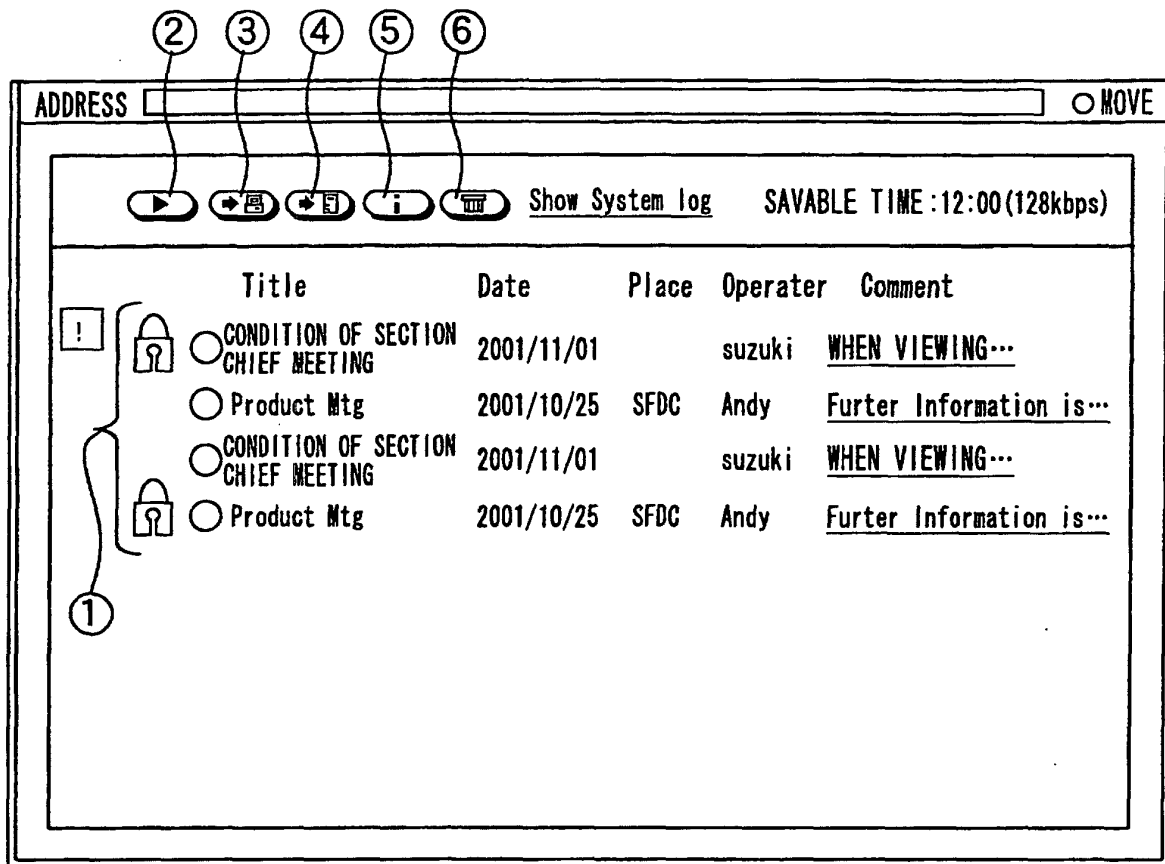 ② ③ ④ ⑤ ⑥
ADDRESS ○MOVE
i Show System log SAVABLE TIME:12:00(128kbps)
Title Date Place Operater Comment
! CONDITION OF SECTION
CHIEF MEETING 2001/11/01 suzuki WHEN VIEWING…
Product Mtg 2001/10/25 SFDC Andy Furter Information is…
CONDITION OF SECTION
CHIEF MEETING 2001/11/01 suzuki WHEN VIEWING…
Product Mtg 2001/10/25 SFDC Andy Furter Information is…
①